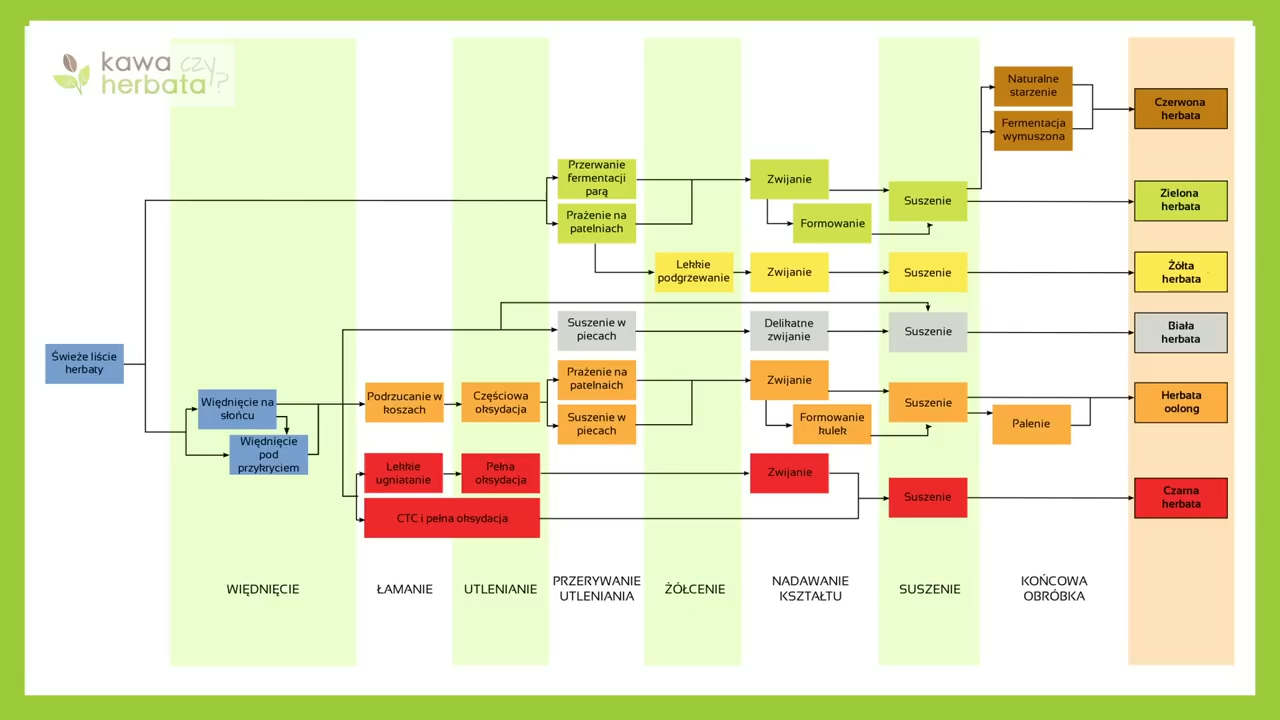 kawa czy
herbata?
Naturalne
starzenie
Fermentacja
wymuszona
Czerwona
herbata
Przerwanie
fermentacji
parą
Prażenie na
patelniach
Zwijanie
Formowanie
Suszenie
Zielona
herbata
Lekkie
podgrzewanie
Zwijanie
Suszenie
Żółta
herbata
Suszenie w
piecach
Delikatne
zwijanie
Suszenie
Biała
herbata
Świeże liście
herbaty
Więdnięcie na
słońcu
Więdnięcie
pod
przykryciem
Podrzucanie w
koszach
Częściowa
oksydacja
Prażenie na
patelnaich
Suszenie w
piecach
Zwijanie
Formowanie
kulek
Suszenie
Palenie
Herbata
oolong
Lekkie
ugniatanie
Pełna
oksydacja
CTC i pełna oksydacja
Zwijanie
Suszenie
Czarna
herbata
WIĘDNIĘCIE
ŁAMANIE
UTLENIANIE
PRZERYWANIE
UTLENIANIA
ŻÓŁCENIE
NADAWANIE
KSZTAŁTU
SUSZENIE
KOŃCOWA
OBRÓBKA